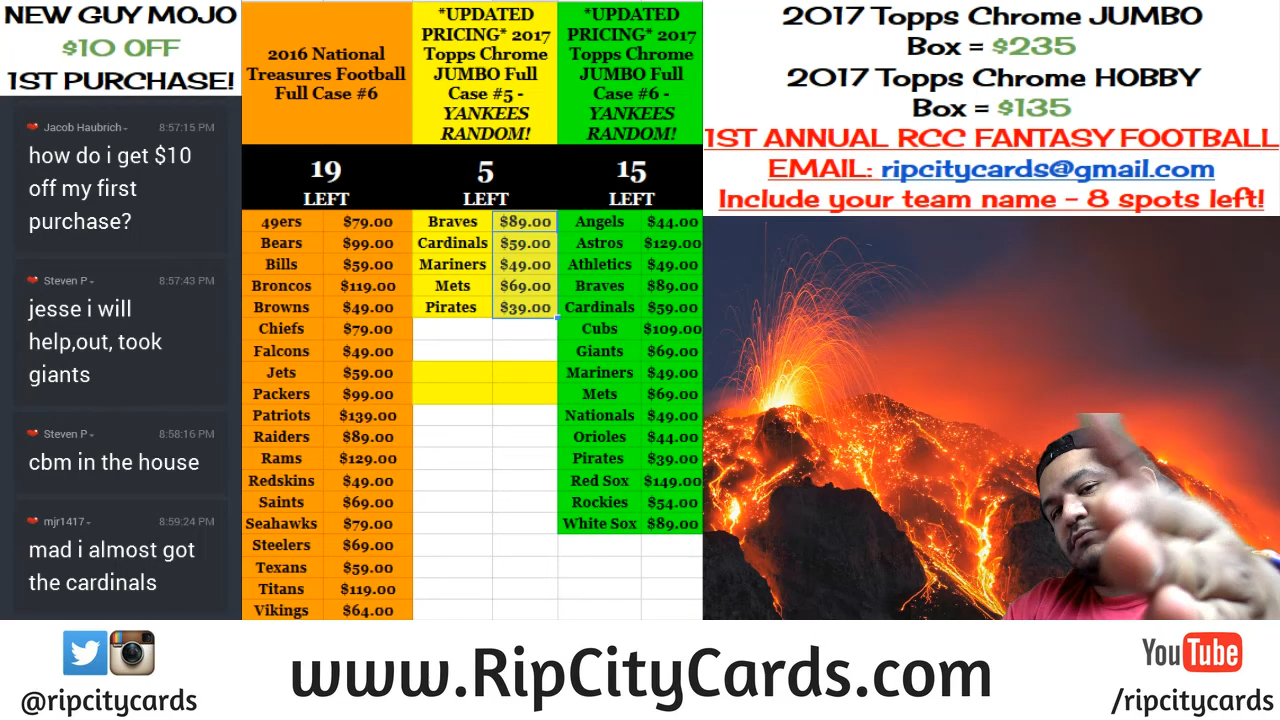 NEW GUY MOJO
$10 OFF
1ST PURCHASE!
Jacob Haubrich
8:57:15 PM
how do i get $10
off my first
purchase?
Steven P
8:57:43 PM
jesse i will
help,out, took
giants
Steven P
8:58:16 PM
cbm in the house
mjr1417
8:59:24 PM
mad i almost got
the cardinals
2016 National
Treasures Football
Full Case #6
19
LEFT
49ers $79.00
Bears $99.00
Bills $59.00
Broncos $119.00
Browns $49.00
Chiefs $79.00
Falcons $49.00
Jets $59.00
Packers $99.00
Patriots $139.00
Raiders $89.00
Rams $129.00
Redskins $49.00
Saints $69.00
Seahawks $79.00
Steelers $69.00
Texans $59.00
Titans $119.00
Vikings $64.00
*UPDATED
PRICING* 2017
Topps Chrome
JUMBO Full
Case #5 -
YANKEES
RANDOM!
5
LEFT
Braves $89.00
Cardinals $59.00
Mariners $49.00
Mets $69.00
Pirates $39.00
*UPDATED
PRICING* 2017
Topps Chrome
JUMBO Full
Case #6 -
YANKEES
RANDOM!
15
LEFT
Angels $44.00
Astros $129.00
Athletics $49.00
Braves $89.00
Cardinals $59.00
Cubs $109.00
Giants $69.00
Mariners $49.00
Mets $69.00
Nationals $49.00
Orioles $44.00
Pirates $39.00
Red Sox $149.00
Rockies $54.00
White Sox $89.00
2017 Topps Chrome JUMBO
Box = $235
2017 Topps Chrome HOBBY
Box = $135
1ST ANNUAL RCC FANTASY FOOTBALL
EMAIL: ripcitycards@gmail.com
Include your team name - 8 spots left!
@ripcitycards
www.RipCityCards.com
YouTube
/ripcitycards